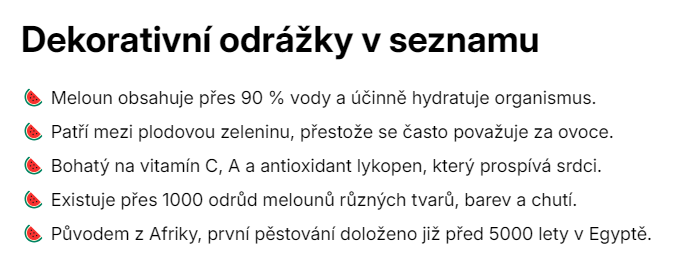 Dekorativní odrážky v seznamu
Meloun obsahuje přes 90 % vody a účinně hydratuje organismus.
Patří mezi plodovou zeleninu, přestože se často považuje za ovoce.
Bohatý na vitamín C, A a antioxidant lykopen, který prospívá srdci.
Existuje přes 1000 odrůd melounů různých tvarů, barev a chutí.
Původem z Afriky, první pěstování doloženo již před 5000 lety v Egyptě.